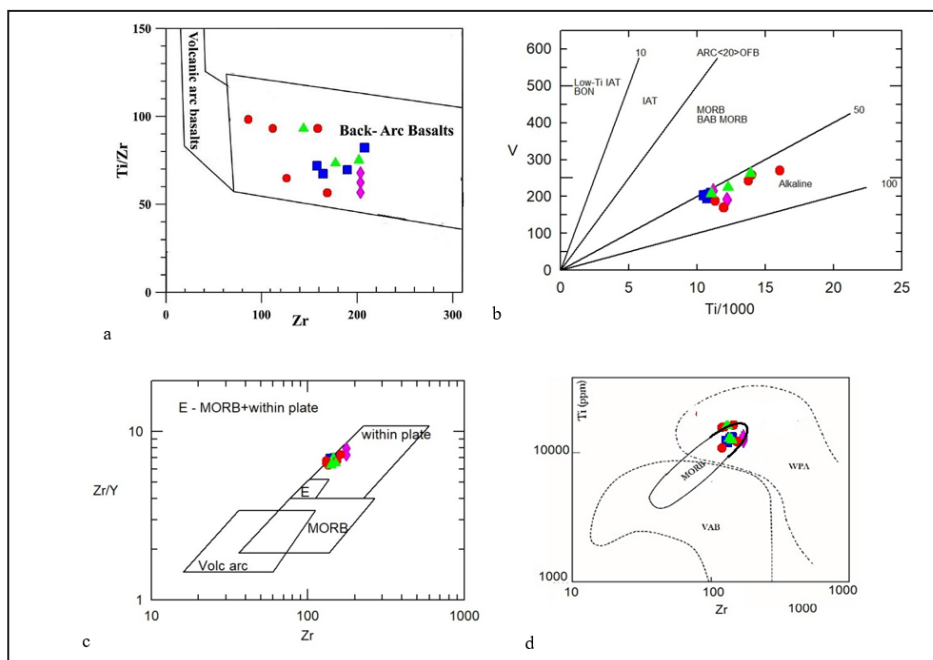 150
100
50
0
Ti/Zr
Volcanic arc basalts
Back- Arc Basalts
0
100
200
300
Zr
a
600
500
400
300
200
100
0
V
10
ARC<20>OFB
Low-Ti IAT
BON
IAT
MORB
BAB MORB
50
Alkaline
100
0
5
10
15
20
25
Ti/1000
b
E - MORB+within plate
10
1
Zr/Y
within plate
E
MORB
Volc arc
10
100
1000
Zr
c
Ti (ppm)
10000
1000
MORB
WPA
VAB
10
100
1000
1000
Zr
d